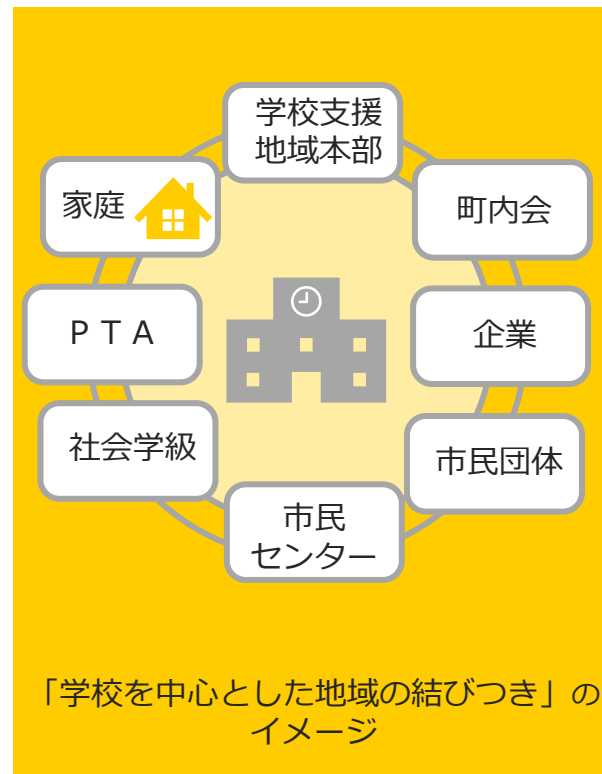 学校支援
地域本部
家庭
町内会
ＰＴＡ
企業
社会学級
市民団体
市民
センター
「学校を中心とした地域の結びつき」の
イメージ